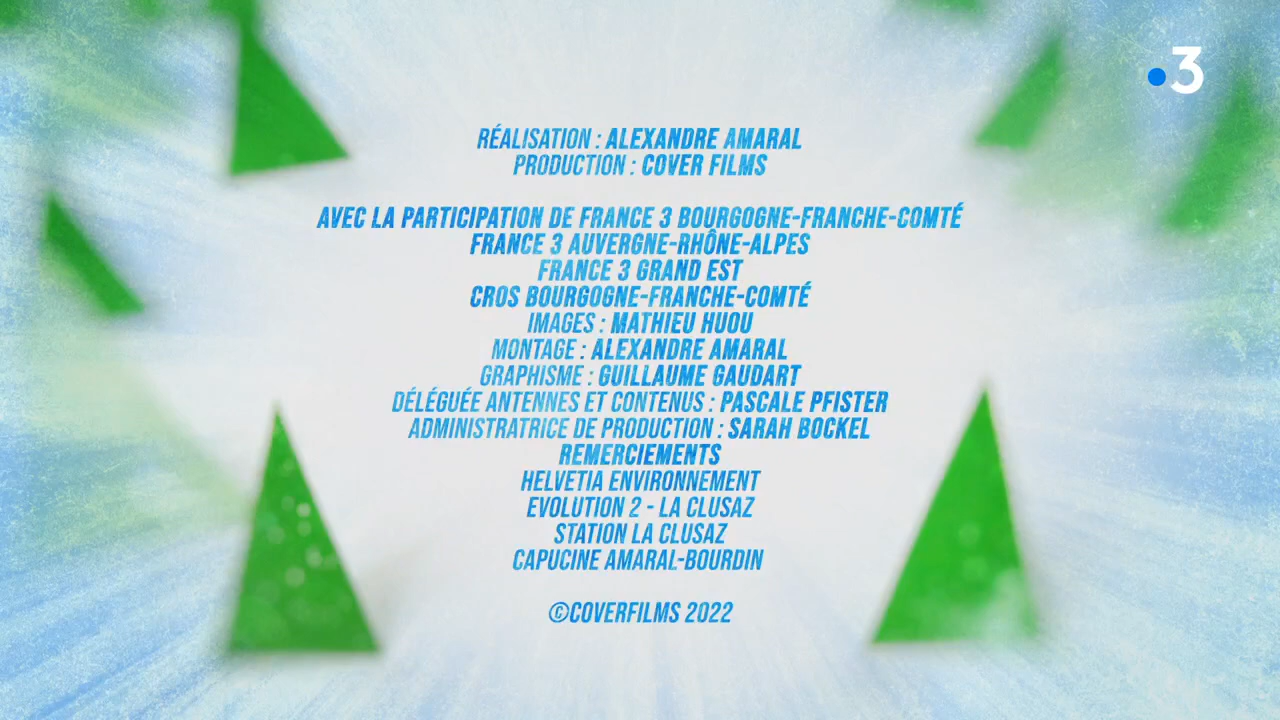 3
RÉALISATION : ALEXANDRE AMARAL
PRODUCTION : COVER FILMS
AVEC LA PARTICIPATION DE FRANCE 3 BOURGOGNE-FRANCHE-COMTÉ
FRANCE 3 AUVERGNE-RHÔNE-ALPES
FRANCE 3 GRAND EST
CROS BOURGOGNE-FRANCHE-COMTÉ
IMAGES : MATHIEU HUOU
MONTAGE : ALEXANDRE AMARAL
GRAPHISME : GUILLAUME GAUDART
DÉLÉGUÉE ANTENNES ET CONTENUS : PASCALE PFISTER
ADMINISTRATRICE DE PRODUCTION : SARAH BOCKEL
REMERCIEMENTS
HELVETIA ENVIRONNEMENT
EVOLUTION 2 - LA CLUSAZ
STATION LA CLUSAZ
CAPUCINE AMARAL-BOURDIN
©COVERFILMS 2022